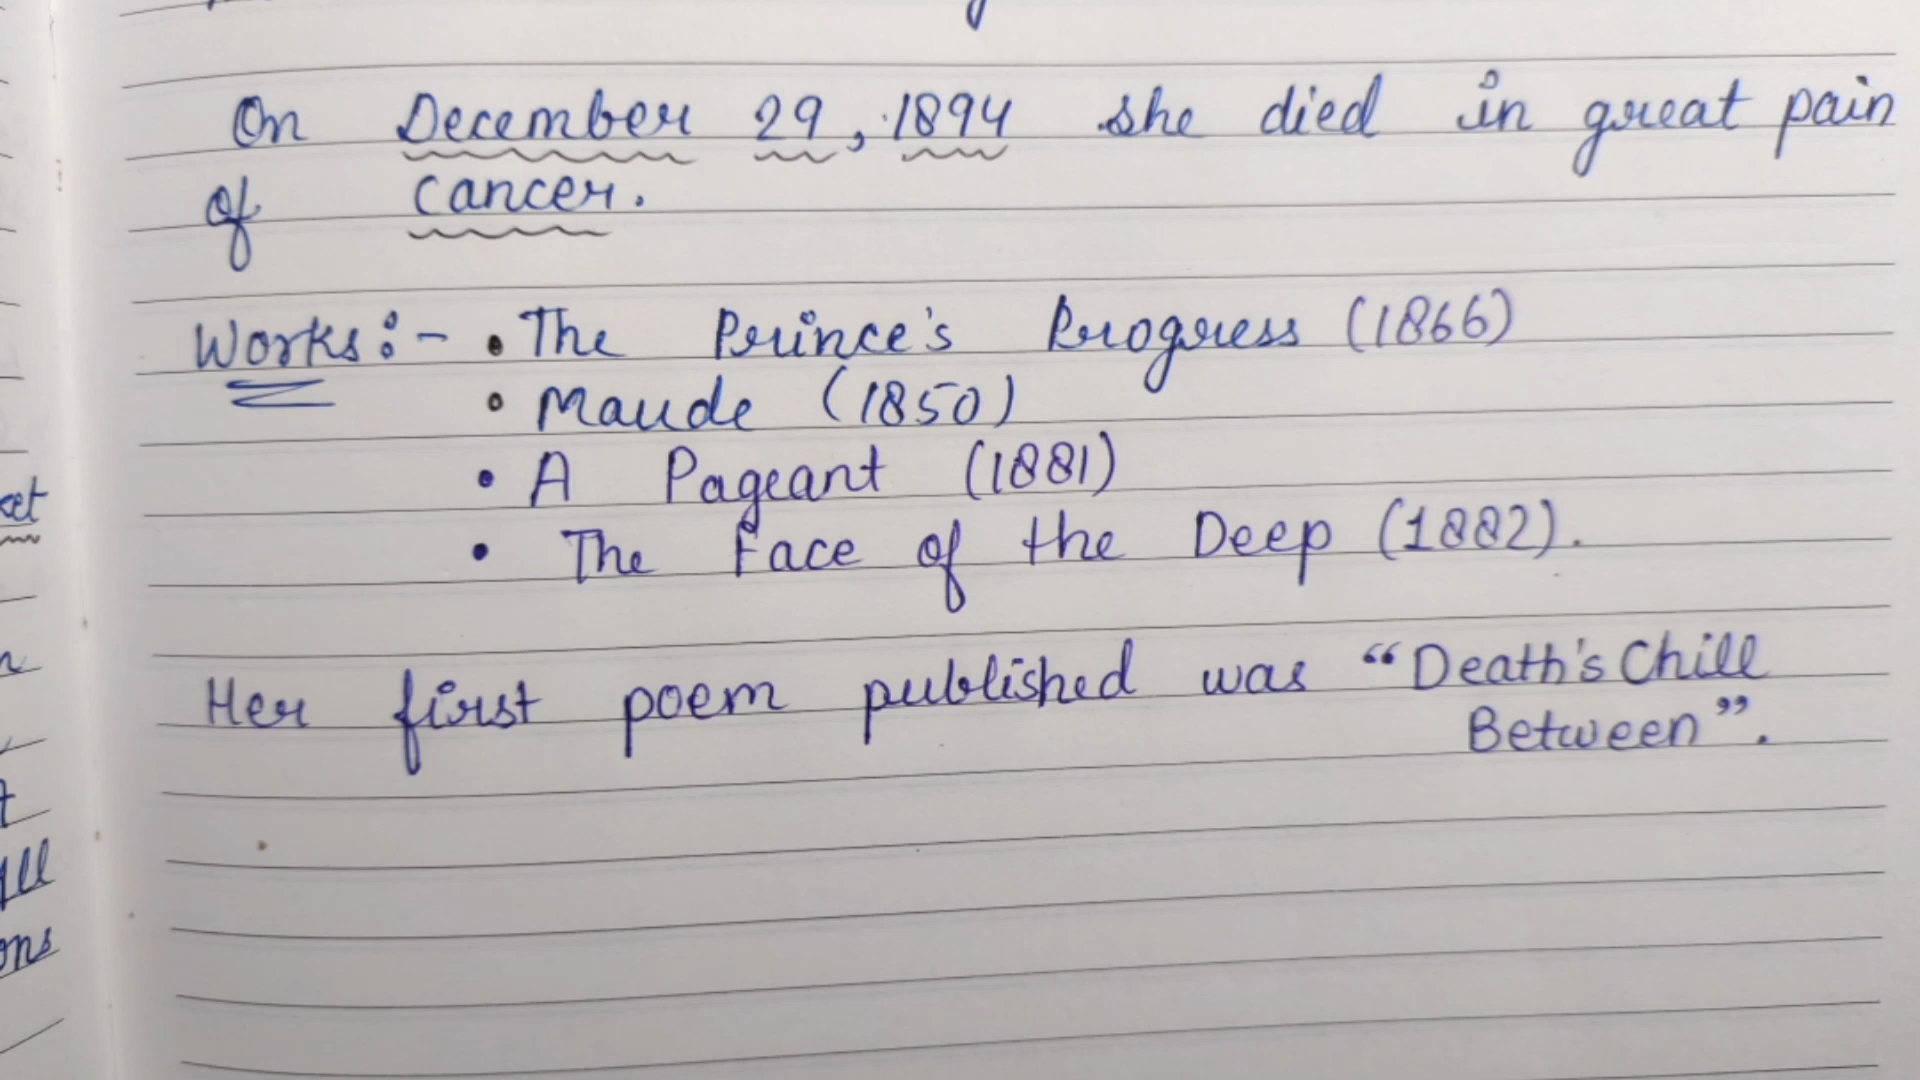 On December 29, 1894 she died in great pain
of cancer.
Works:- • The Prince's Progress (1866)
• Maude (1850)
• A Pageant (1881)
• The Face of the Deep (1882).
Her first poem published was "Death's Chill
Between".